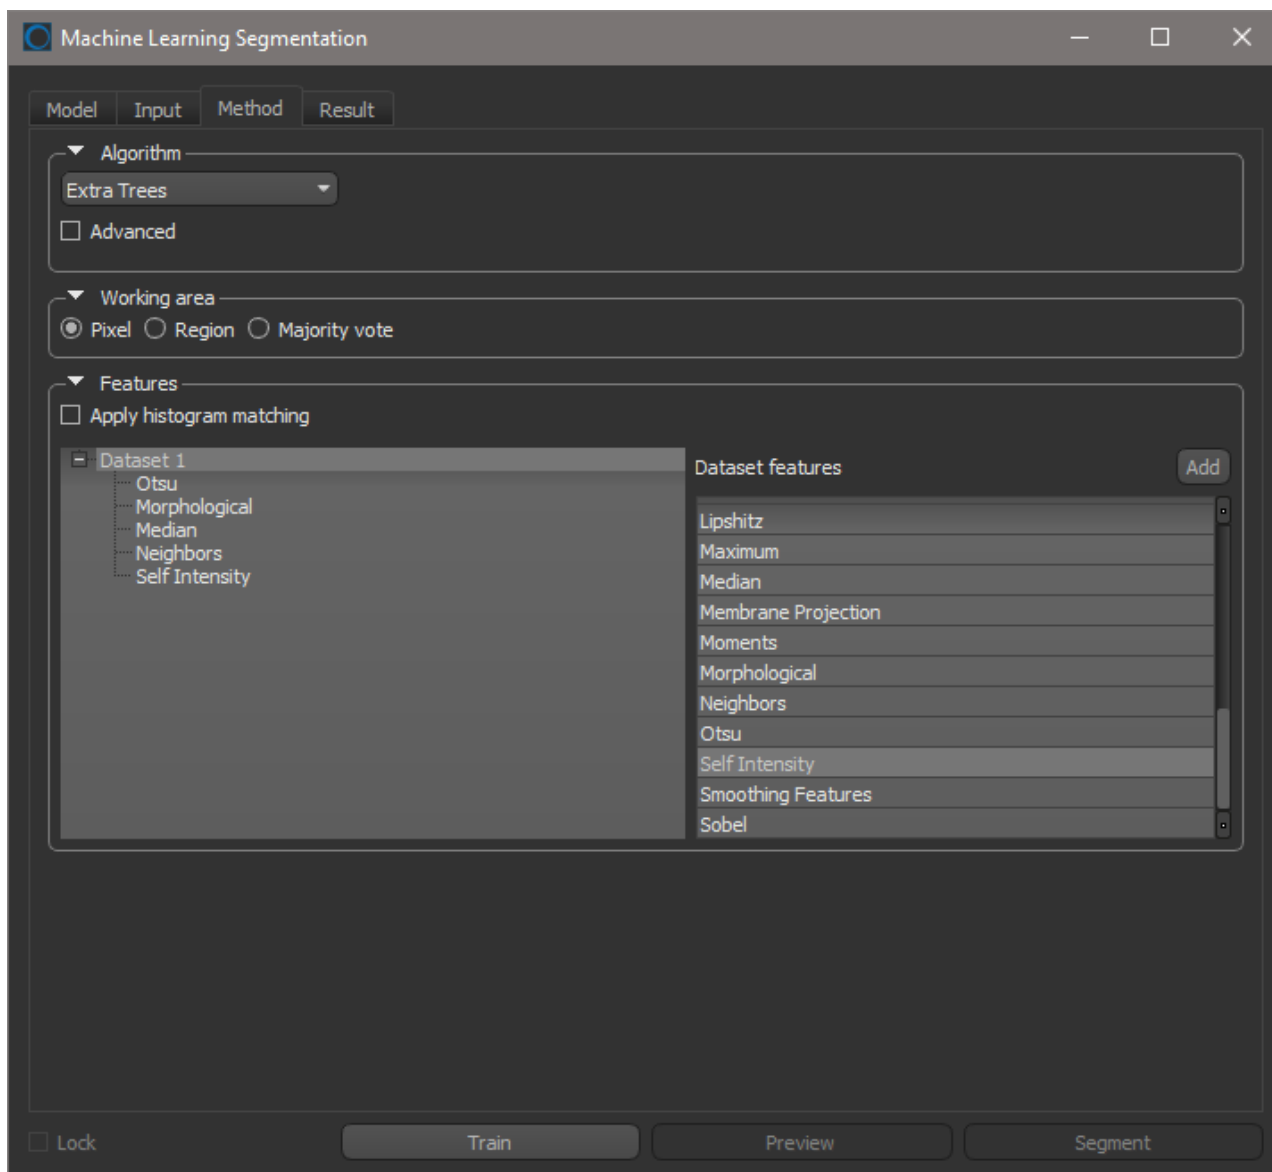 Machine Learning Segmentation
Model Input Method Result
Algorithm
Extra Trees
Advanced
Working area
Pixel Region Majority vote
Features
Apply histogram matching
Dataset 1
Otsu
Morphological
Median
Neighbors
Self Intensity
Dataset features Add
Lipshitz
Maximum
Median
Membrane Projection
Moments
Morphological
Neighbors
Otsu
Self Intensity
Smoothing Features
Sobel
Lock Train Preview Segment